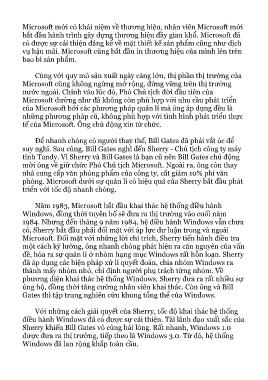 Microsoft mới có khái niệm về thương hiệu, nhân viên Microsoft mới
bắt đầu hành trình gây dựng thương hiệu đầy gian khổ. Microsoft đã
có được sự cải thiện đáng kể về mặt thiết kế sản phẩm cũng như dịch
vụ hậu mãi. Microsoft cũng bắt đầu in thương hiệu của mình lên trên
bao bì sản phẩm.
Cùng với quy mô sản xuất ngày càng lớn, thị phần thị trường của
Microsoft cũng không ngừng mở rộng, đứng vững trên thị trường
nước ngoài. Chính vào lúc đó, Phó Chủ tịch đời đầu tiên của
Microsoft dường như đã không còn phù hợp với nhu cầu phát triển
của Microsoft bởi các phương pháp quản lí mà ông áp dụng đều là
những phương pháp cũ, không phù hợp với tình hình phát triển thực
tế của Microsoft. Ông chủ động xin từ chức.
Để nhanh chóng có người thay thế, Bill Gates đã phải vắt óc để
suy nghĩ. Sau cùng, Bill Gates nghĩ đến Sherry - Chủ tịch công ty máy
tính Tandy. Vì Sherry và Bill Gates là bạn cũ nên Bill Gates chủ động
mời ông về giữ chức Phó Chủ tịch Microsoft. Ngoài ra, ông còn thay
nhà cung cấp văn phòng phẩm của công ty, cắt giảm 10% phí văn
phòng. Microsoft dưới sự quản lí có hiệu quả của Sherry bắt đầu phát
triển với tốc độ nhanh chóng.
Năm 1983, Microsoft bắt đầu khai thác hệ thống điều hành
Windows, đồng thời tuyên bố sẽ đưa ra thị trường vào cuối năm
1984. Nhưng đến tháng 9 năm 1984, hệ điều hành Windows vẫn chưa
có, Sherry bắt đầu phải đối mặt với áp lực dư luận trong và ngoài
Microsoft. Đối mặt với những lời chỉ trích, Sherry tiến hành điều tra
một cách kỹ lưỡng, ông nhanh chóng phát hiện ra căn nguyên của vấn
đề, hóa ra sự quản lí ở nhóm hạng mục Windows rất hỗn loạn. Sherry
đã áp dụng các biện pháp xử lí quyết đoán, chia nhóm Windows ra
thành mấy nhóm nhỏ, chỉ định người phụ trách từng nhóm. Về
phương diện khai thác hệ thống Windows, Sherry đưa ra rất nhiều sự
ủng hộ, đồng thời tăng cường nhân viên khai thác. Còn ông và Bill
Gates thì tập trung nghiên cứu khung tổng thể của Windows.
Với những cách giải quyết của Sherry, tốc độ khai thác hệ thống
điều hành Windows đã có được sự cải thiện. Tài lãnh đạo xuất sắc của
Sherry khiến Bill Gates vô cùng hài lòng. Rất nhanh, Windows 1.0
được đưa ra thị trường, tiếp theo là Windows 3.0. Từ đó, hệ thống
Windows đã lan rộng khắp toàn cầu.